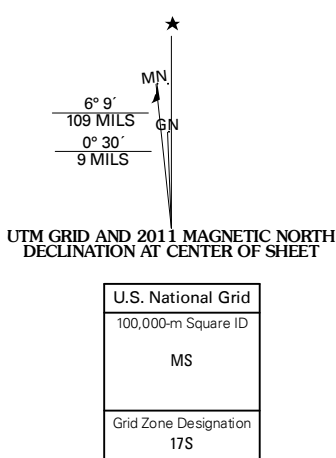 ★
MN.
6° 9´
109 MILS
GN
0° 30´
9 MILS
UTM GRID AND 2011 MAGNETIC NORTH
DECLINATION AT CENTER OF SHEET
U.S. National Grid
100,000-m Square ID
MS
Grid Zone Designation
17S